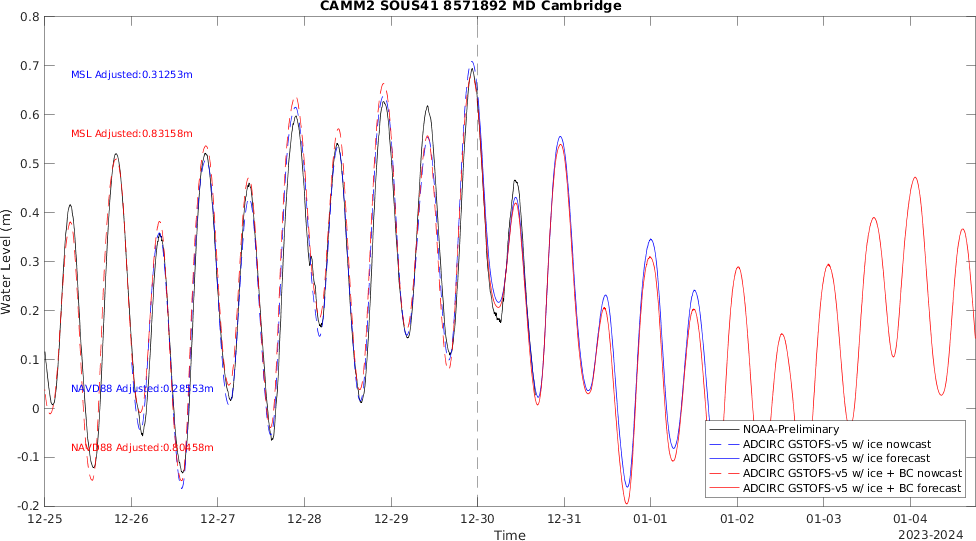 CAMM2 SOUS41 8571892 MD Cambridge
0.8
0.7
0.6
0.5
0.4
0.3
0.2
0.1
0
-0.1
-0.2
Water Level (m)
MSL Adjusted:0.31253m
MSL Adjusted:0.83158m
NAVD88 Adjusted:0.28553m
NAVD88 Adjusted:0.80458m
NOAA-Preliminary
ADCIRC GSTOFS-v5 w/ ice nowcast
ADCIRC GSTOFS-v5 w/ ice forecast
ADCIRC GSTOFS-v5 w/ ice + BC nowcast
ADCIRC GSTOFS-v5 w/ ice + BC forecast
12-25 12-26 12-27 12-28 12-29 12-30 12-31 01-01 01-02 01-03 01-04
Time
2023-2024